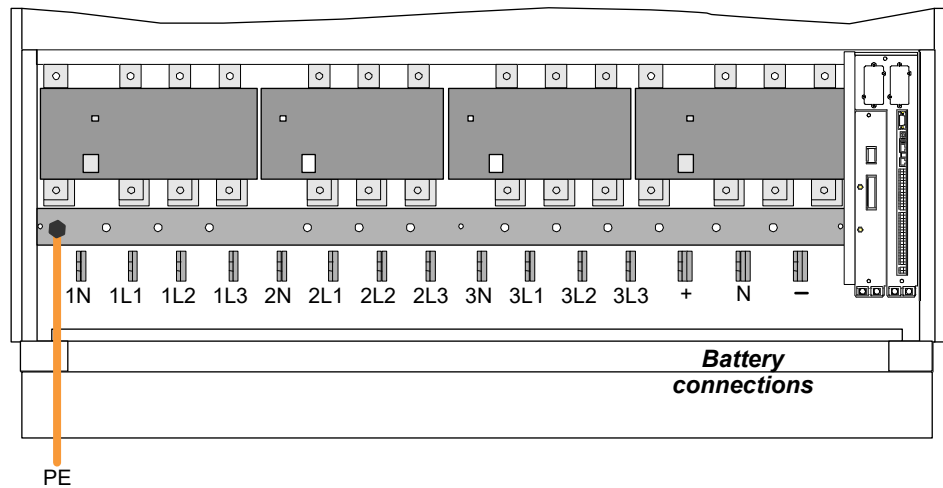 1N 1L1 1L2 1L3 2N 2L1 2L2 2L3 3N 3L1 3L2 3L3 + N −
Battery
connections
PE